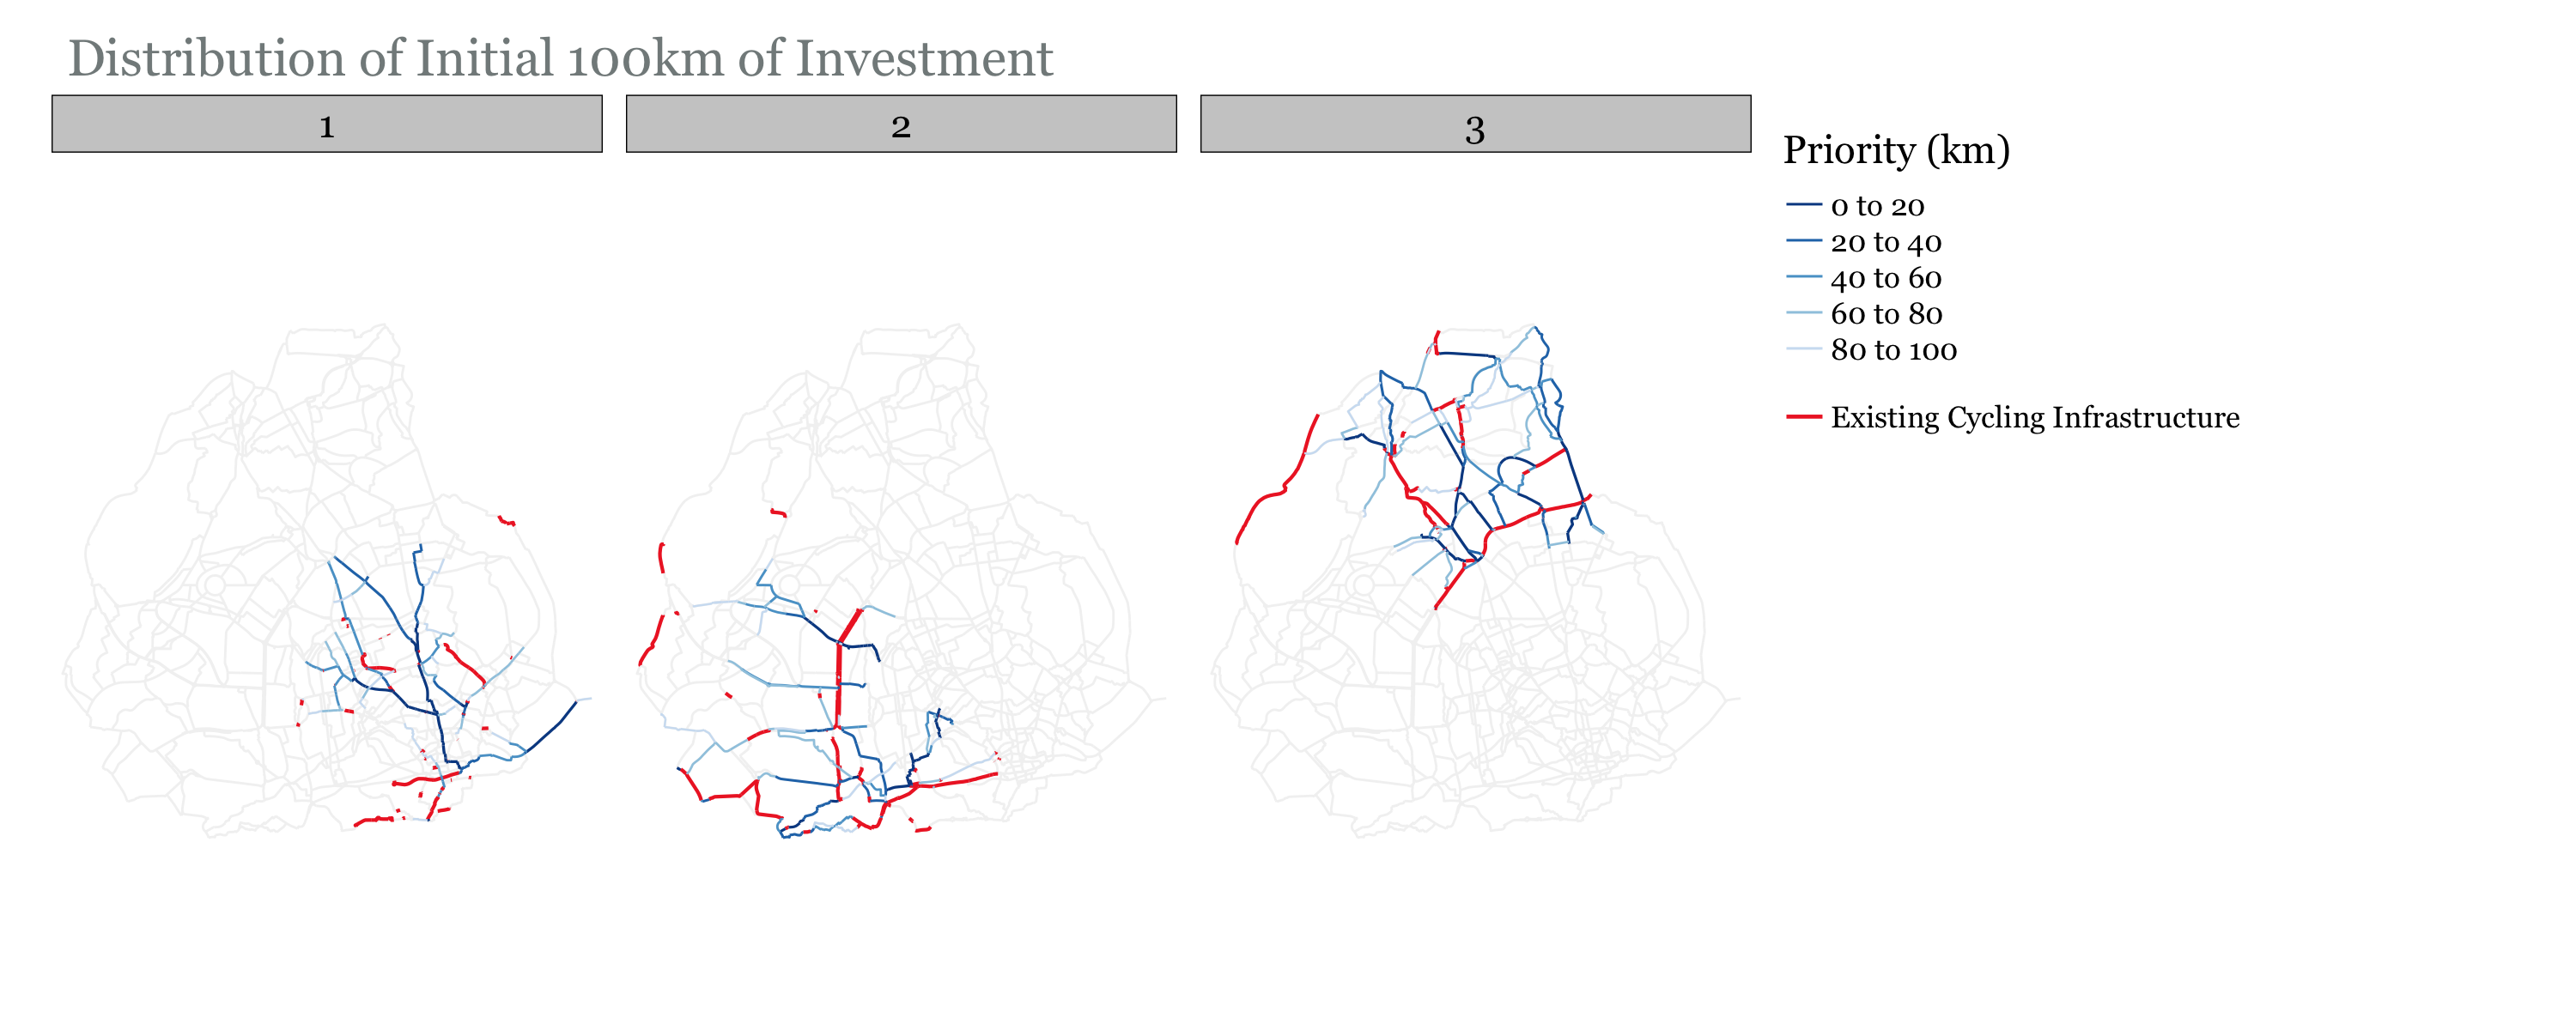 Distribution of Initial 100km of Investment
1
2
3
Priority (km)
0 to 20
20 to 40
40 to 60
60 to 80
80 to 100
Existing Cycling Infrastructure